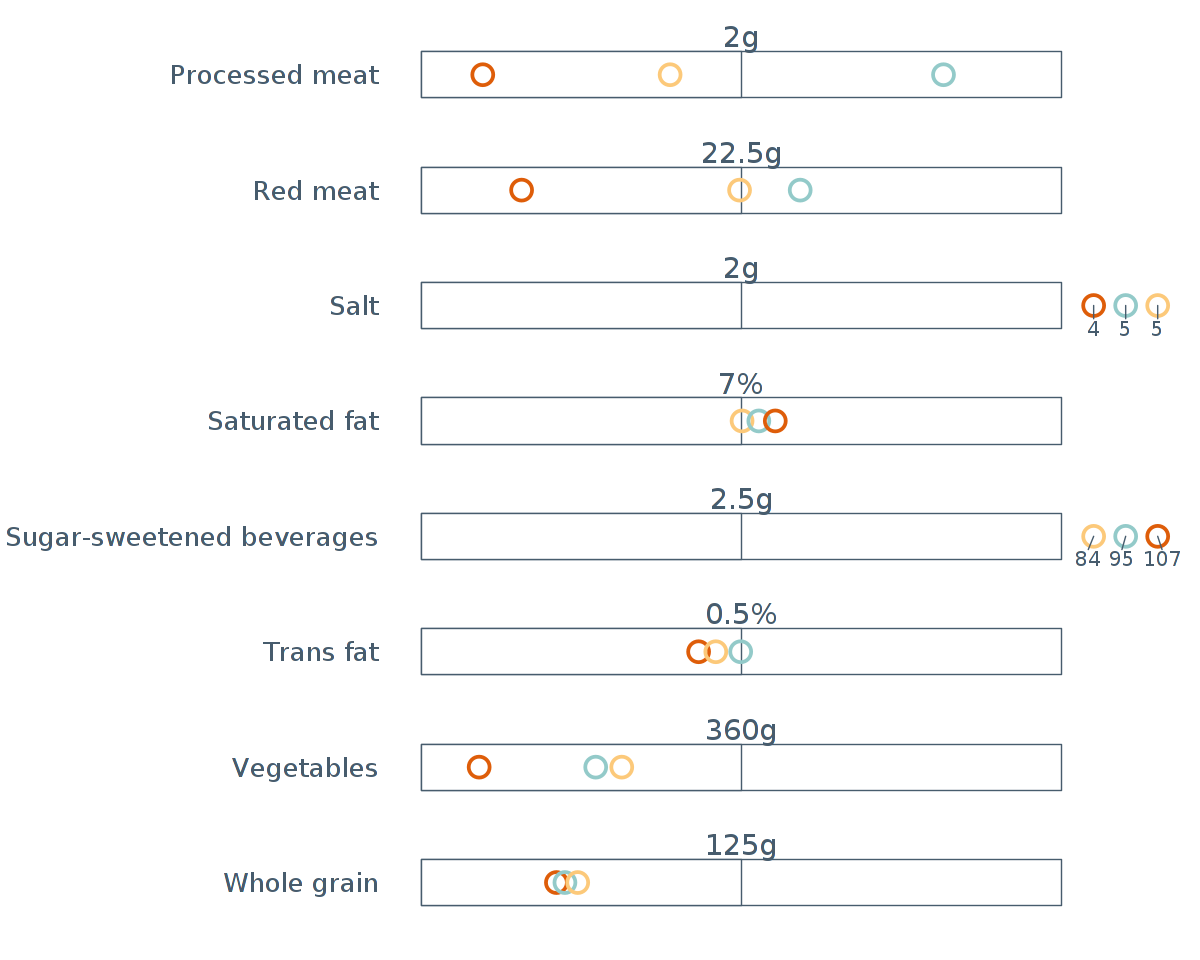 2g
Processed meat
22.5g
Red meat
2g
Salt
4 5 5
7%
Saturated fat
2.5g
Sugar-sweetened beverages
84 95 107
0.5%
Trans fat
360g
Vegetables
125g
Whole grain